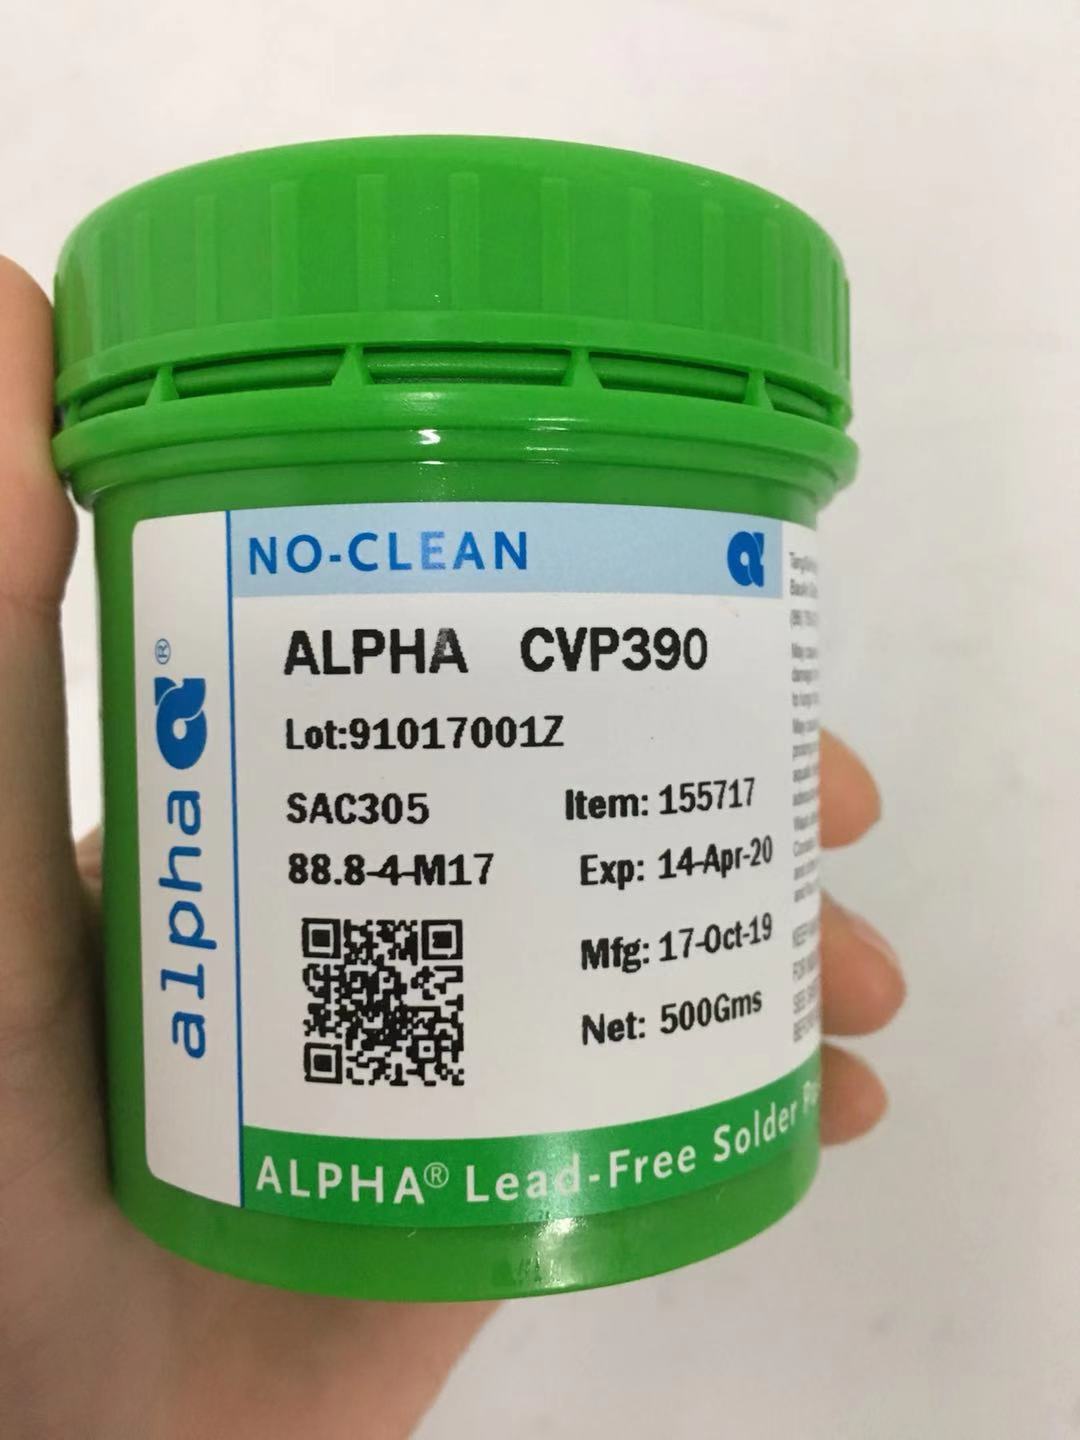 NO-CLEAN
alpha®
ALPHA CVP390
Lot:91017001Z
SAC305
Item: 155717
88.8-4-M17
Exp: 14-Apr-20
Mfg: 17-Oct-19
Net: 500Gms
ALPHA® Lead-Free Solder